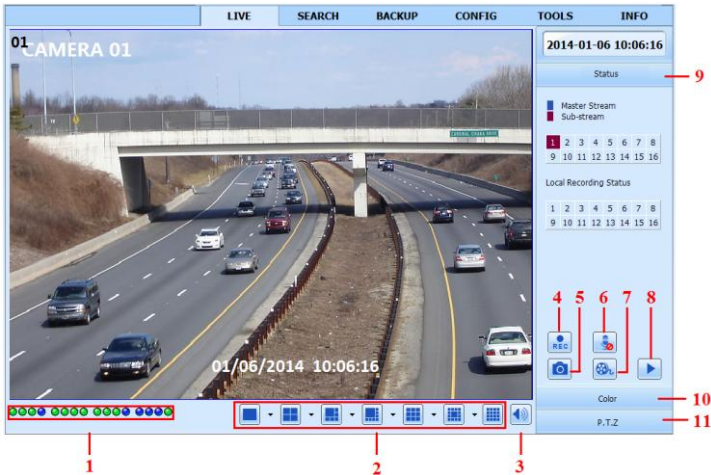 LIVE SEARCH BACKUP CONFIG TOOLS INFO
01
CAMERA 01
2014-01-06 10:06:16
Status
9
Master Stream
Sub-stream
1 2 3 4 5 6 7 8
9 10 11 12 13 14 15 16
Local Recording Status
1 2 3 4 5 6 7 8
9 10 11 12 13 14 15 16
4 5 6 7 8
REC
01/06/2014 10:06:16
Color
10
P.T.Z
11
1 2 3